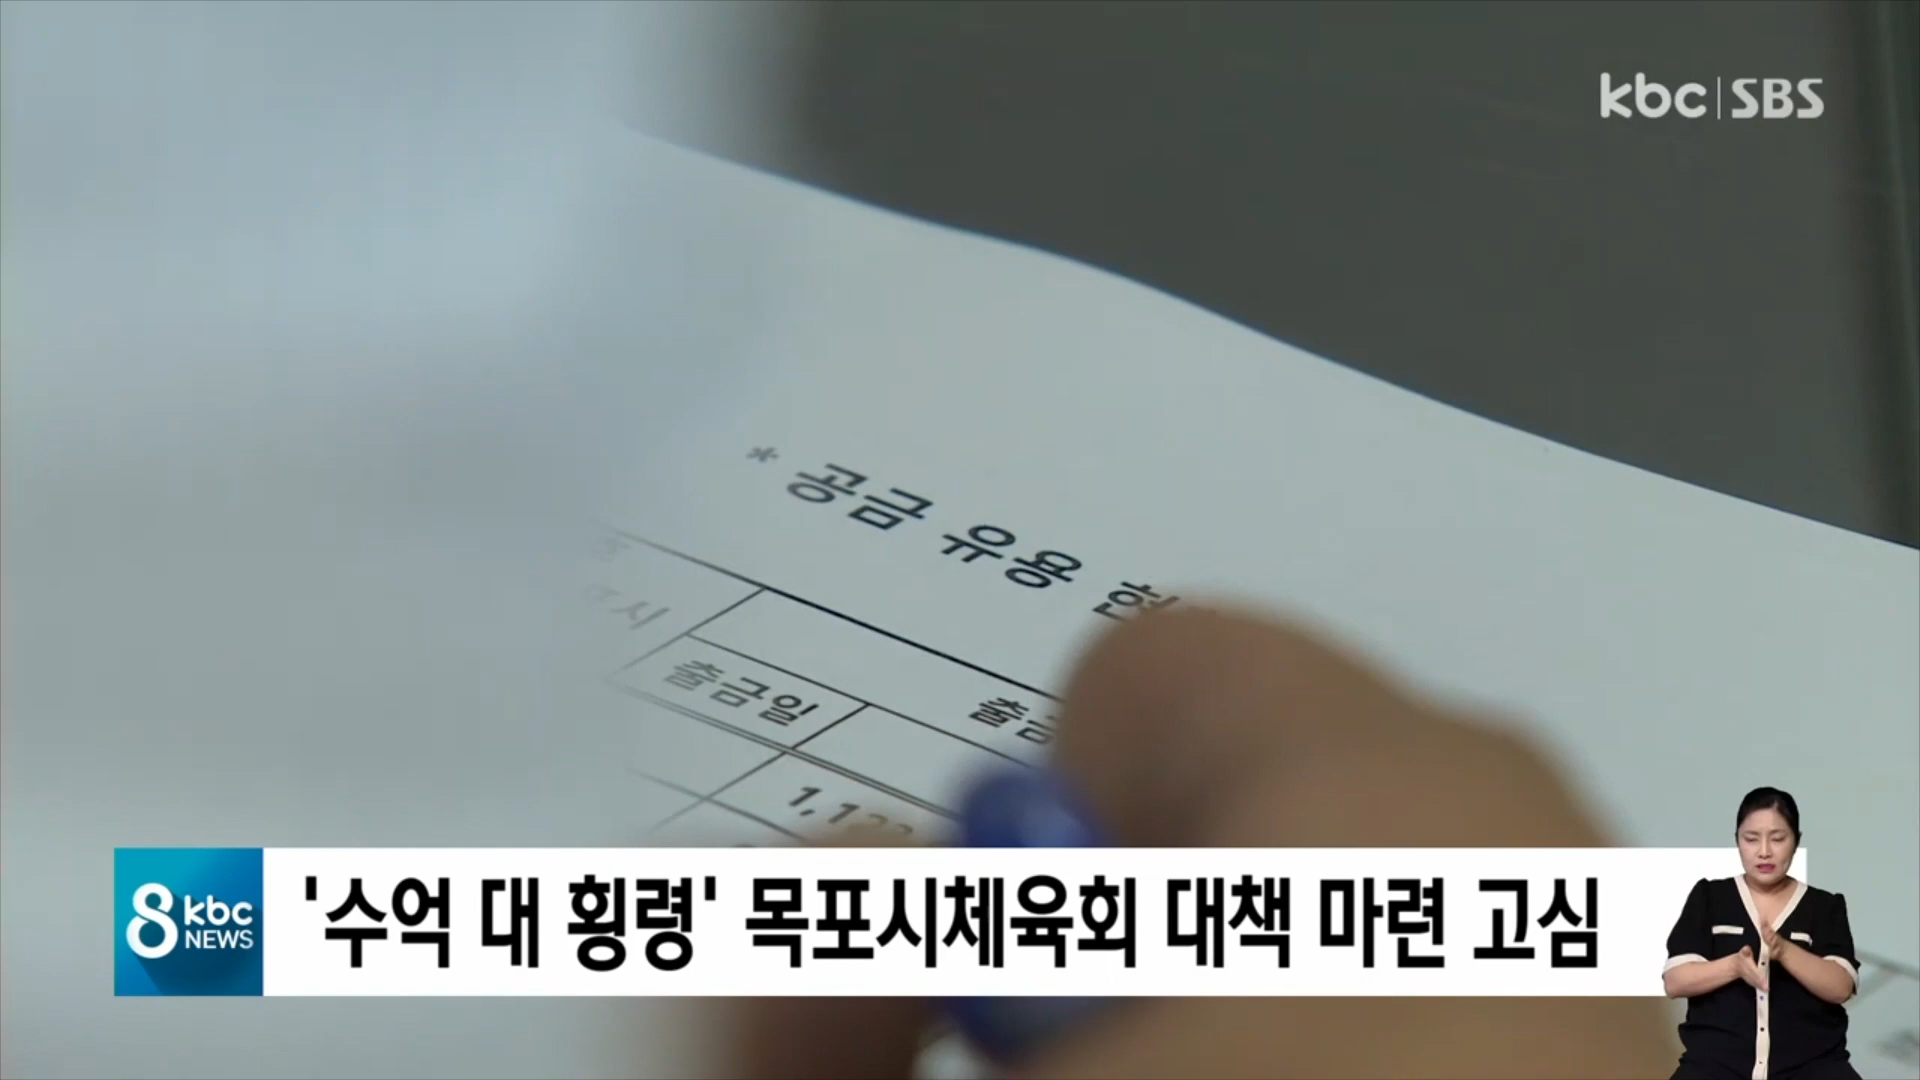 kbc SBS
* 공금 유용
출금일
8 kbc NEWS
'수억 대 횡령' 목포시체육회 대책 마련 고심